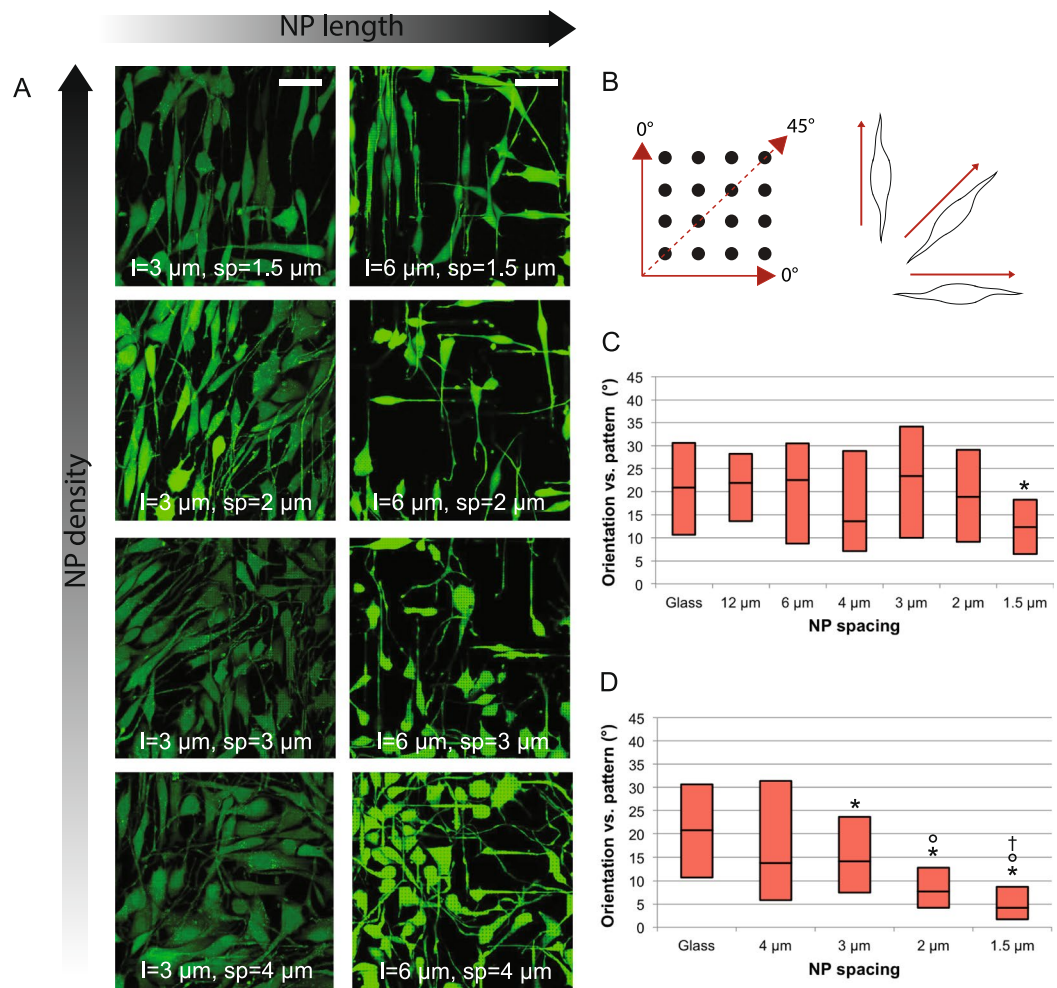 NP length
A
NP density
l=3 µm, sp=1.5 µm
l=6 µm, sp=1.5 µm
l=3 µm, sp=2 µm
l=6 µm, sp=2 µm
l=3 µm, sp=3 µm
l=6 µm, sp=3 µm
l=3 µm, sp=4 µm
l=6 µm, sp=4 µm
B
0°
45°
0°
C
Orientation vs. pattern (°)
45
40
35
30
25
20
15
10
5
0
*
Glass 12 µm 6 µm 4 µm 3 µm 2 µm 1.5 µm
NP spacing
D
Orientation vs. pattern (°)
45
40
35
30
25
20
15
10
5
0
*
°
*
†
°
*
Glass 4 µm 3 µm 2 µm 1.5 µm
NP spacing